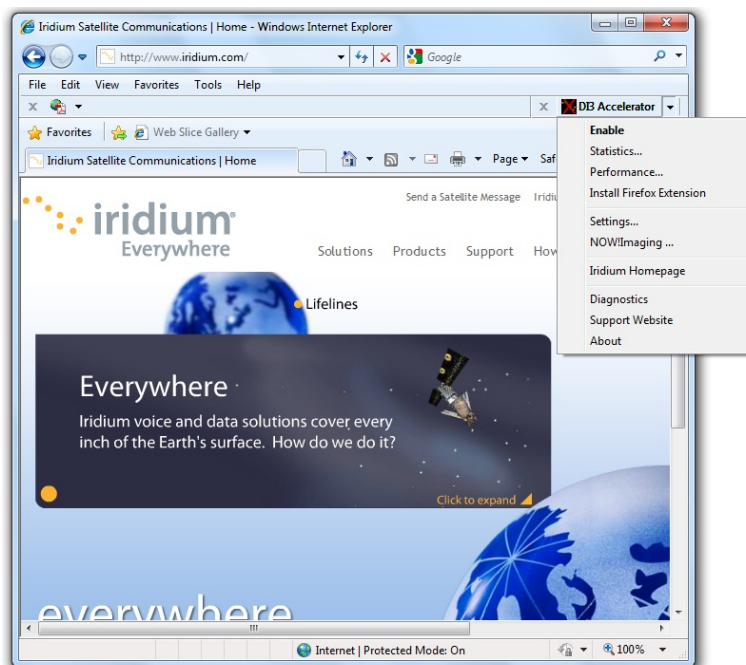 Iridium Satellite Communications | Home - Windows Internet Explorer
http://www.iridium.com/
Google
File Edit View Favorites Tools Help
x X DI3 Accelerator
Favorites Web Slice Gallery
Iridium Satellite Communications | Home Page Saf
Enable
Statistics...
Performance...
Install Firefox Extension
Settings...
NOW!Imaging ...
Iridium Homepage
Diagnostics
Support Website
About
Send a Satellite Message Iridiu
iridium
Everywhere
Solutions Products Support How
Lifelines
Everywhere
Iridium voice and data solutions cover every
inch of the Earth's surface. How do we do it?
Click to expand
everywhere
Internet | Protected Mode: On 100%